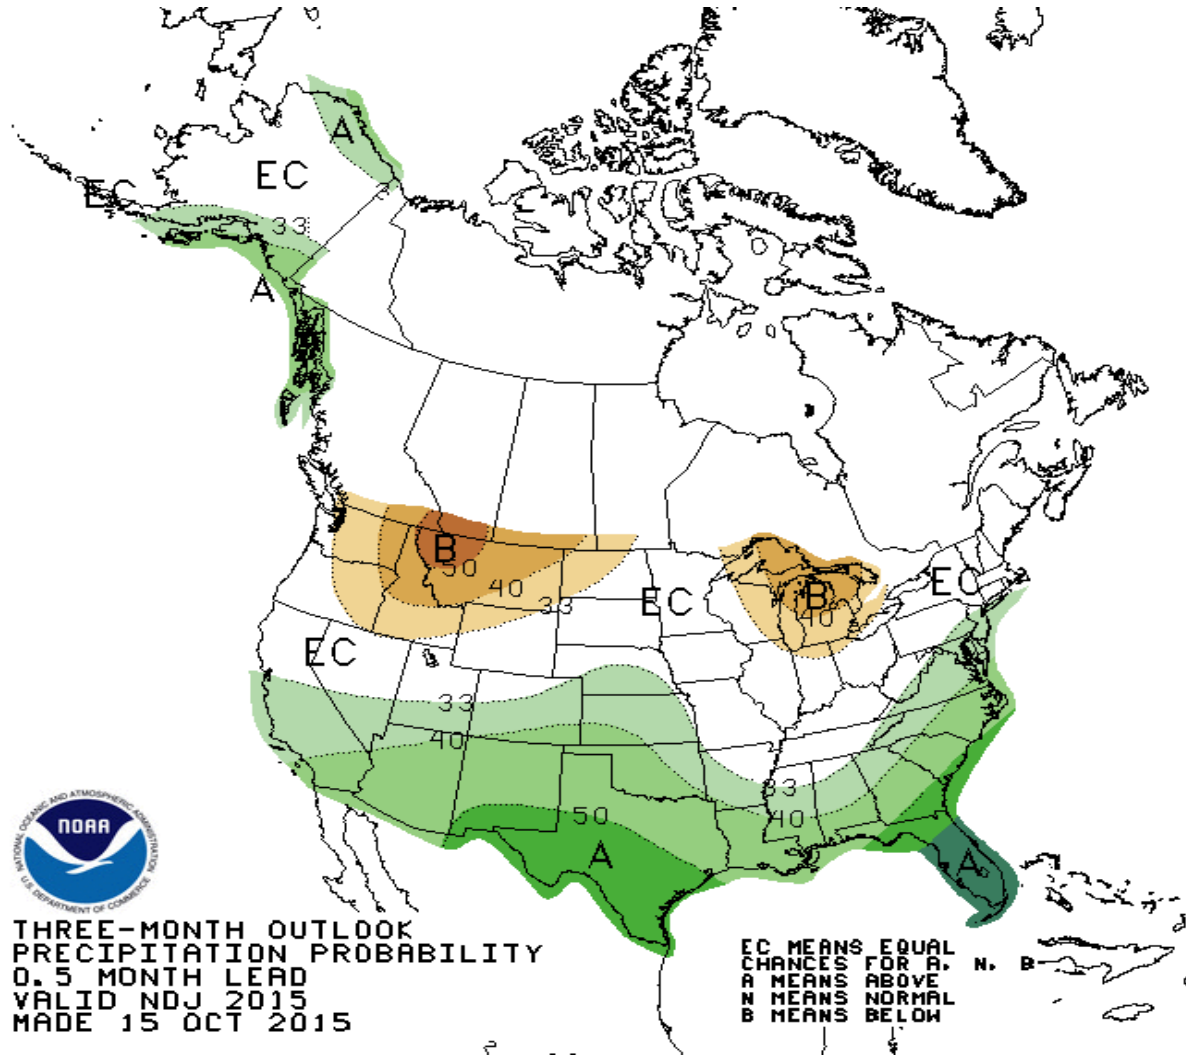 A
EC
EC
33
A
B
50
40
33
EC
B
40
EC
EC
33
40
33
40
50
A
A
NATIONAL OCEANIC AND ATMOSPHERIC ADMINISTRATION
NOAA
U.S. DEPARTMENT OF COMMERCE
THREE-MONTH OUTLOOK
PRECIPITATION PROBABILITY
0.5 MONTH LEAD
VALID NDJ 2015
MADE 15 OCT 2015
EC MEANS EQUAL
CHANCES FOR A, N, B
A MEANS ABOVE
N MEANS NORMAL
B MEANS BELOW